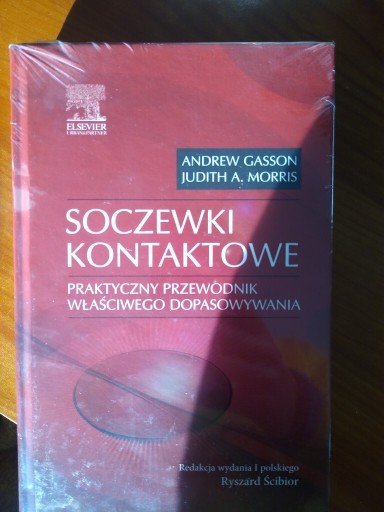 ELSEVIER
URBAN&PARTNER
ANDREW GASSON
JUDITH A. MORRIS
SOCZEWKI
KONTAKTOWE
PRAKTYCZNY PRZEWODNIK
WŁAŚCIWEGO DOPASOWYWANIA
Redakcja wydania I polskiego
Ryszard Ścibior